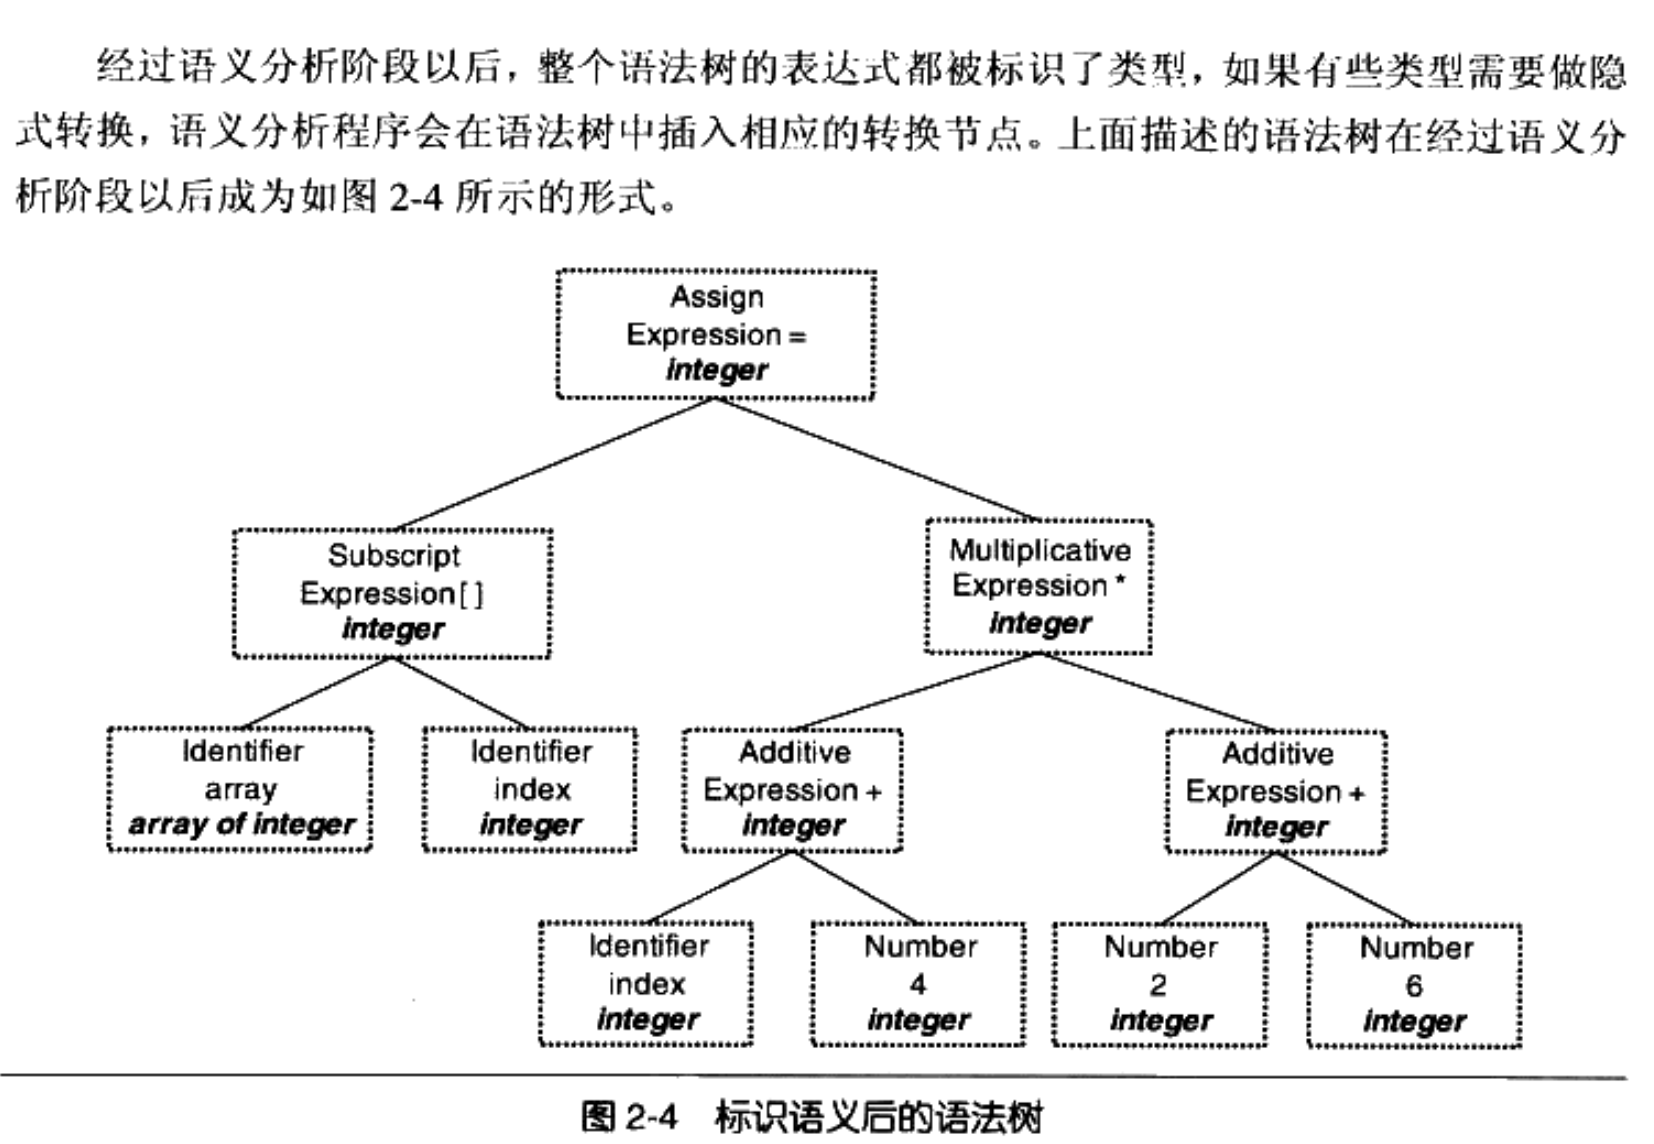 经过语义分析阶段以后，整个语法树的表达式都被标识了类型，如果有些类型需要做隐
式转换，语义分析程序会在语法树中插入相应的转换节点。上面描述的语法树在经过语义分
析阶段以后成为如图 2-4 所示的形式。
Assign
Expression =
integer
Subscript
Expression[ ]
integer
Multiplicative
Expression *
integer
Identifier
array
array of integer
Identifier
index
integer
Additive
Expression +
integer
Additive
Expression +
integer
Identifier
index
integer
Number
4
integer
Number
2
integer
Number
6
integer
图 2-4 标识语义后的语法树